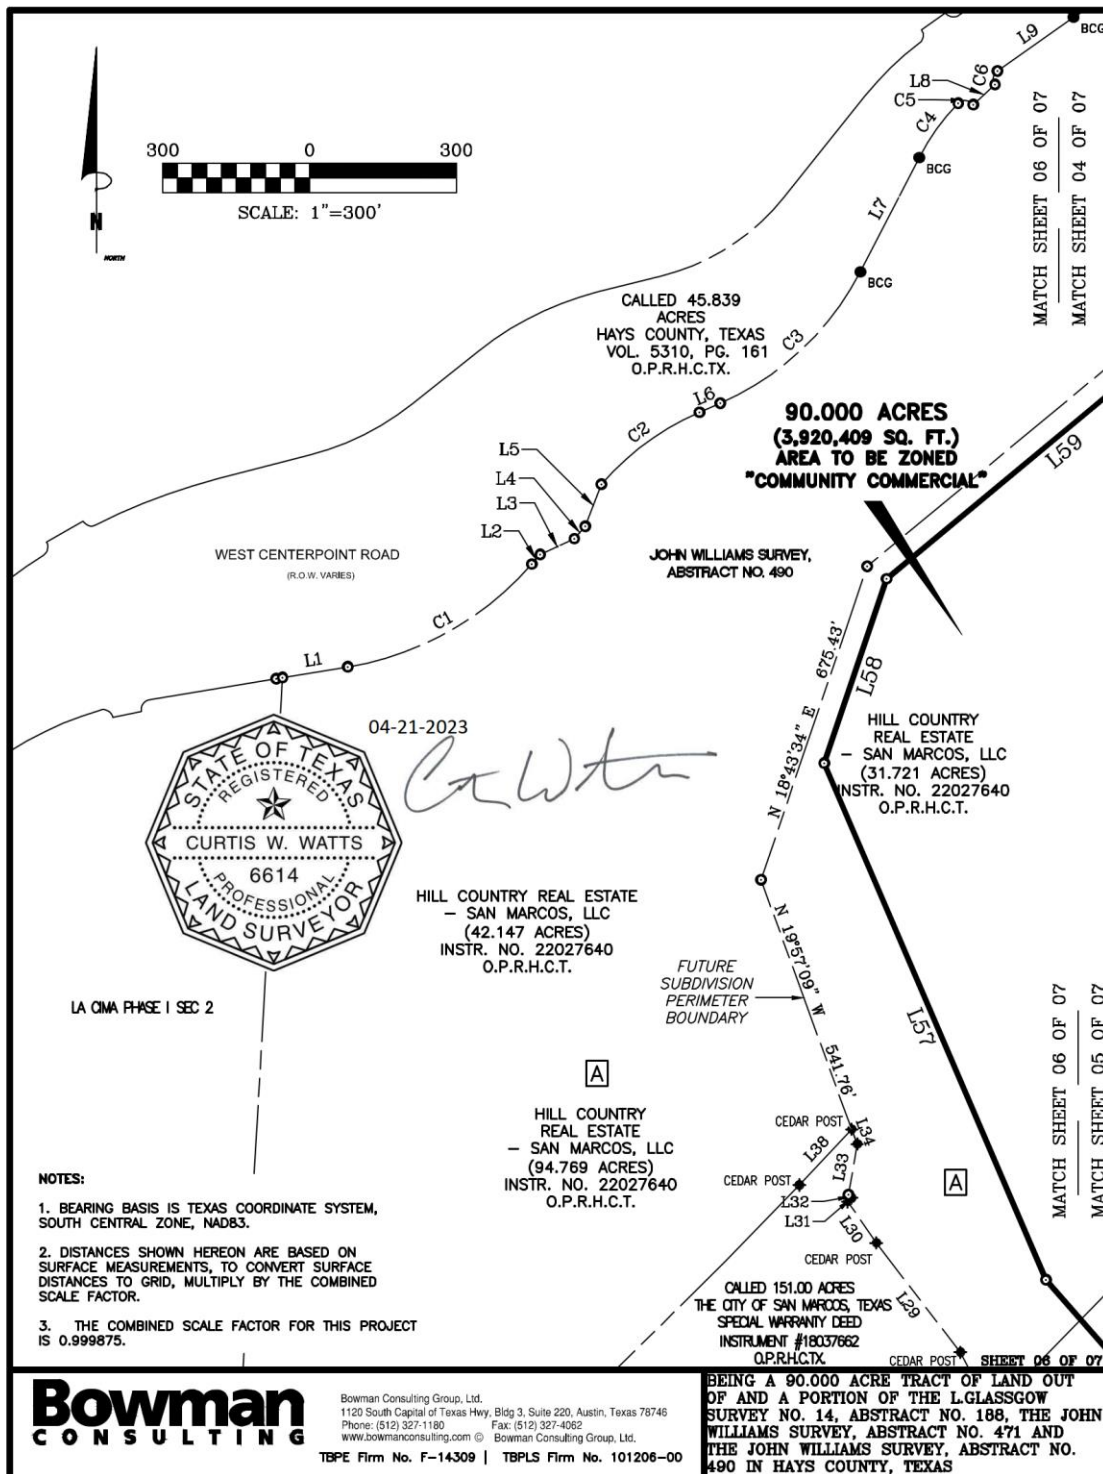 L9
BCG
C6
L8
C5
C4
BCG
L7
BCG
MATCH SHEET 06 OF 07
MATCH SHEET 04 OF 07
300 0 300
SCALE: 1"=300'
N
NORTH
CALLED 45.839
ACRES
HAYS COUNTY, TEXAS
VOL. 5310, PG. 161
O.P.R.H.C.TX.
C3
L6
C2
L5
L4
L3
L2
90.000 ACRES
(3,920,409 SQ. FT.)
AREA TO BE ZONED
"COMMUNITY COMMERCIAL"
L59
WEST CENTERPOINT ROAD
(R.O.W. VARIES)
JOHN WILLIAMS SURVEY,
ABSTRACT NO. 490
C1
L1
N 18°43'34" E 675.43'
L58
HILL COUNTRY
REAL ESTATE
– SAN MARCOS, LLC
(31.721 ACRES)
INSTR. NO. 22027640
O.P.R.H.C.T.
04-21-2023
STATE OF TEXAS
REGISTERED
CURTIS W. WATTS
6614
PROFESSIONAL
LAND SURVEYOR
HILL COUNTRY REAL ESTATE
– SAN MARCOS, LLC
(42.147 ACRES)
INSTR. NO. 22027640
O.P.R.H.C.T.
N 19°57'09" W 541.76'
FUTURE
SUBDIVISION
PERIMETER
BOUNDARY
L57
LA CIMA PHASE I SEC 2
MATCH SHEET 06 OF 07
MATCH SHEET 05 OF 07
A
HILL COUNTRY
REAL ESTATE
– SAN MARCOS, LLC
(94.769 ACRES)
INSTR. NO. 22027640
O.P.R.H.C.T.
CEDAR POST
L34
L38
L33
CEDAR POST
L32
L31
L30
A
CEDAR POST
L29
CALLED 151.00 ACRES
THE CITY OF SAN MARCOS, TEXAS
SPECIAL WARRANTY DEED
INSTRUMENT #18037662
O.P.R.H.C.TX.
CEDAR POST
NOTES:
1. BEARING BASIS IS TEXAS COORDINATE SYSTEM,
SOUTH CENTRAL ZONE, NAD83.
2. DISTANCES SHOWN HEREON ARE BASED ON
SURFACE MEASUREMENTS, TO CONVERT SURFACE
DISTANCES TO GRID, MULTIPLY BY THE COMBINED
SCALE FACTOR.
3. THE COMBINED SCALE FACTOR FOR THIS PROJECT
IS 0.999875.
SHEET 06 OF 07
Bowman
CONSULTING
Bowman Consulting Group, Ltd.
1120 South Capital of Texas Hwy, Bldg 3, Suite 220, Austin, Texas 78746
Phone: (512) 327-1180 Fax: (512) 327-4062
www.bowmanconsulting.com © Bowman Consulting Group, Ltd.
TBPE Firm No. F-14309 | TBPLS Firm No. 101206-00
BEING A 90.000 ACRE TRACT OF LAND OUT
OF AND A PORTION OF THE L.GLASSGOW
SURVEY NO. 14, ABSTRACT NO. 188, THE JOHN
WILLIAMS SURVEY, ABSTRACT NO. 471 AND
THE JOHN WILLIAMS SURVEY, ABSTRACT NO.
490 IN HAYS COUNTY, TEXAS